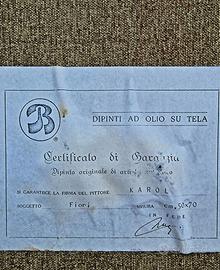 B
DIPINTI AD OLIO SU TELA
Certificato di Garanzia
Dipinto originale di
SI GARANTISCE LA FIRMA DEL PITTORE KAROL
SOGGETTO Fiori MISURA cm. 50x70
IN FEDE